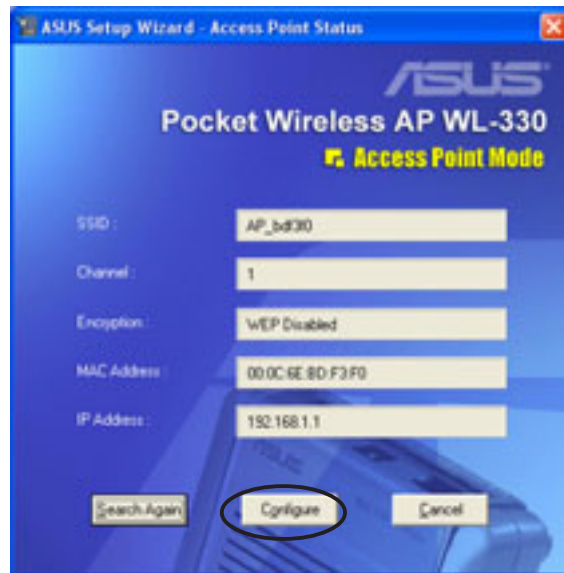 ASUS Setup Wizard - Access Point Status
ASUS
Pocket Wireless AP WL-330
Access Point Mode
SSID : AP_bdf3f0
Channel : 1
Encryption : WEP Disabled
MAC Address : 00:0C:6E:BD:F3:F0
IP Address : 192.168.1.1
Search Again Configure Cancel